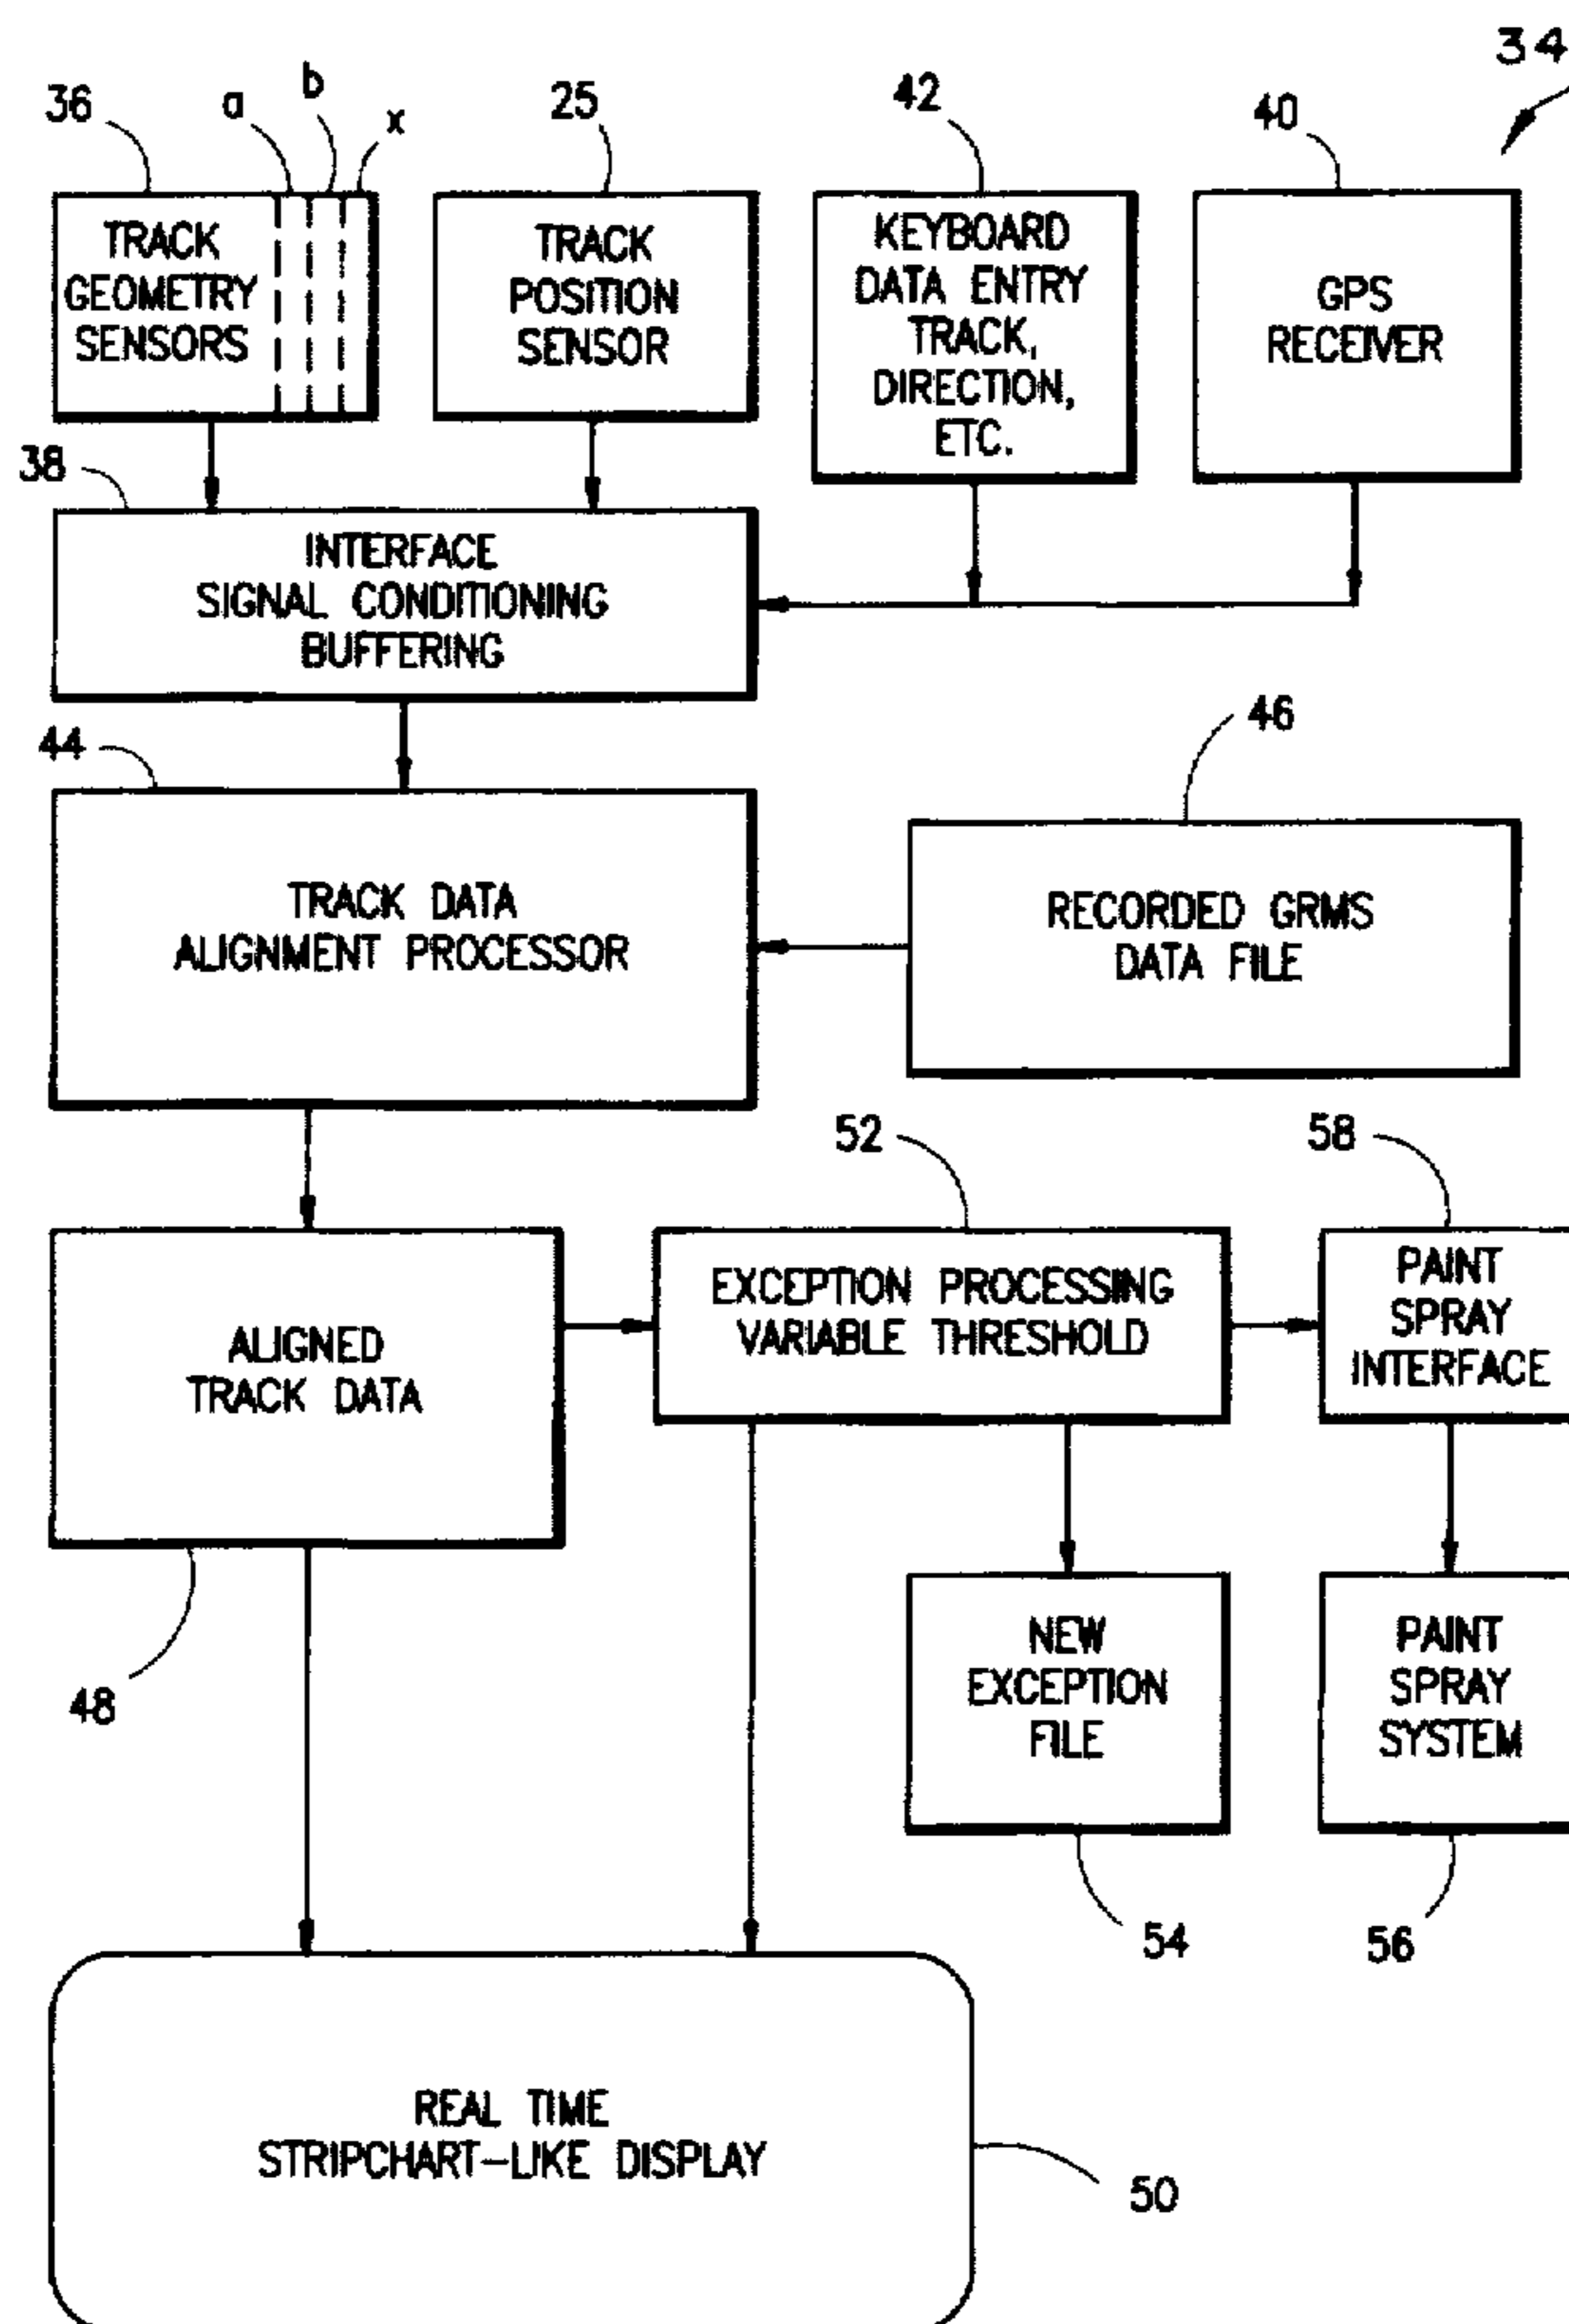 34
36
a
b
x
25
42
40
TRACK
GEOMETRY
SENSORS
TRACK
POSITION
SENSOR
KEYBOARD
DATA ENTRY
TRACK,
DIRECTION,
ETC.
GPS
RECEIVER
38
INTERFACE
SIGNAL CONDITIONING
BUFFERING
44
46
TRACK DATA
ALIGNMENT PROCESSOR
RECORDED GRMS
DATA FILE
52
58
ALIGNED
TRACK DATA
EXCEPTION PROCESSING
VARIABLE THRESHOLD
PAINT
SPRAY
INTERFACE
48
NEW
EXCEPTION
FILE
PAINT
SPRAY
SYSTEM
54
56
REAL TIME
STRIPCHART-LIKE DISPLAY
50